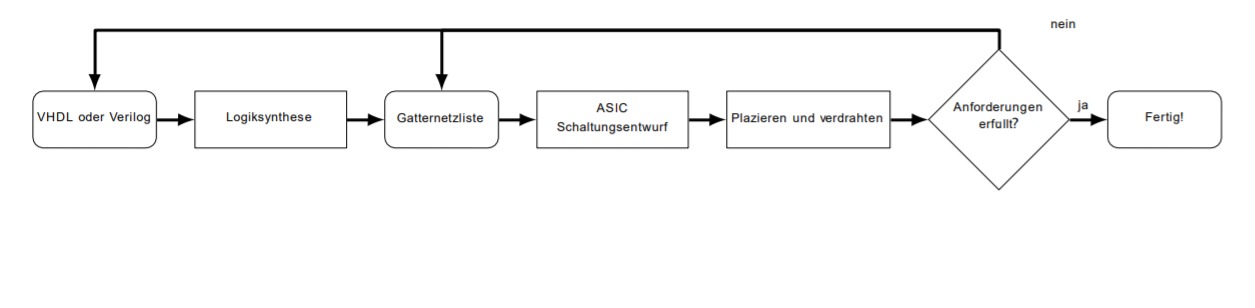 nein
VHDL oder Verilog
Logiksynthese
Gatternetzliste
ASIC
Schaltungsentwurf
Plazieren und verdrahten
Anforderungen
erfüllt?
ja
Fertig!